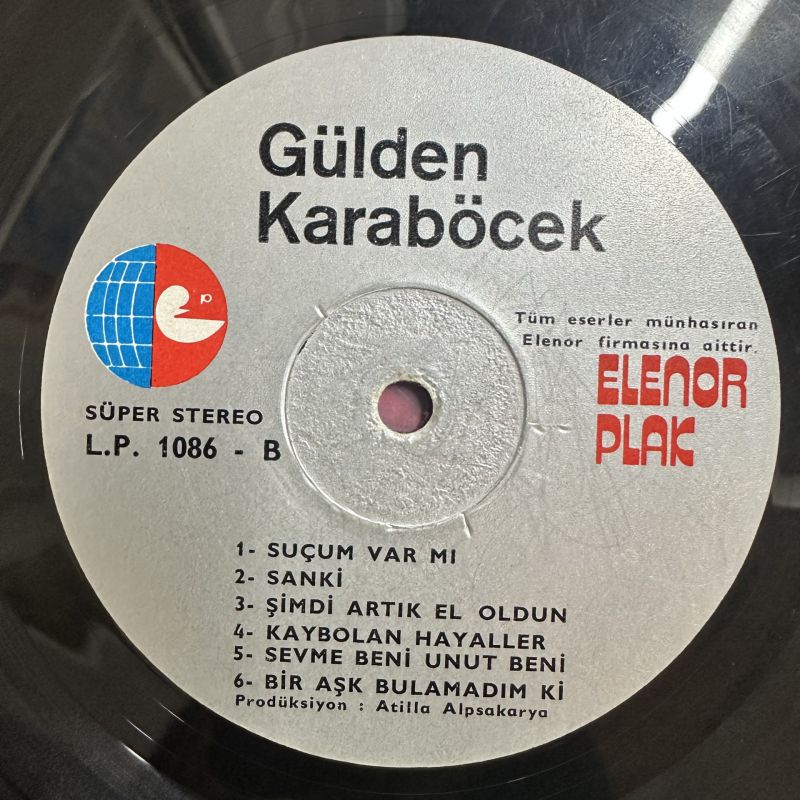 Gülden
Karaböcek
p
Tüm eserler münhasıran
Elenor firmasına aittir.
ELENOR
PLAK
SÜPER STEREO
L.P. 1086 - B
1- SUÇUM VAR MI
2- SANKİ
3- ŞİMDİ ARTIK EL OLDUN
4- KAYBOLAN HAYALLER
5- SEVME BENİ UNUT BENİ
6- BİR AŞK BULAMADIM Kİ
Prodüksiyon : Atilla Alpsakarya